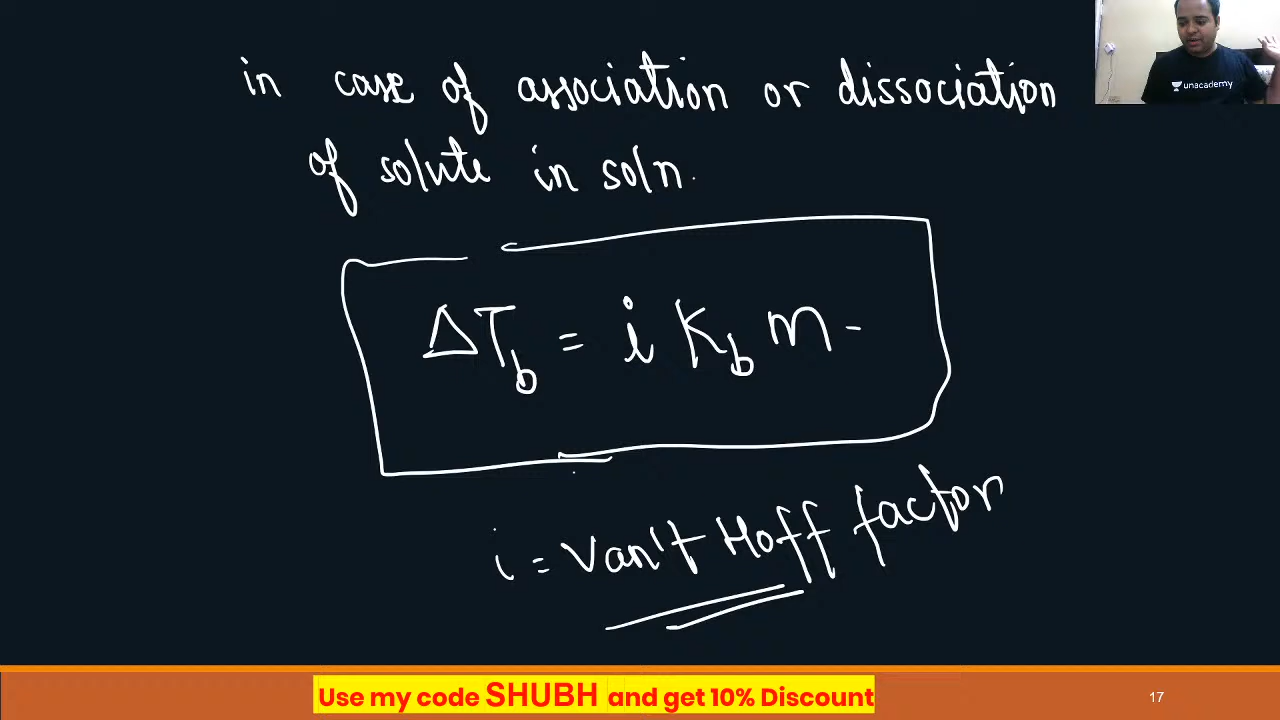 in case of association or dissociation
of solute in soln.
ΔTb = i Kb m -
i = Van't Hoff factor
unacademy
Use my code SHUBH and get 10% Discount
17